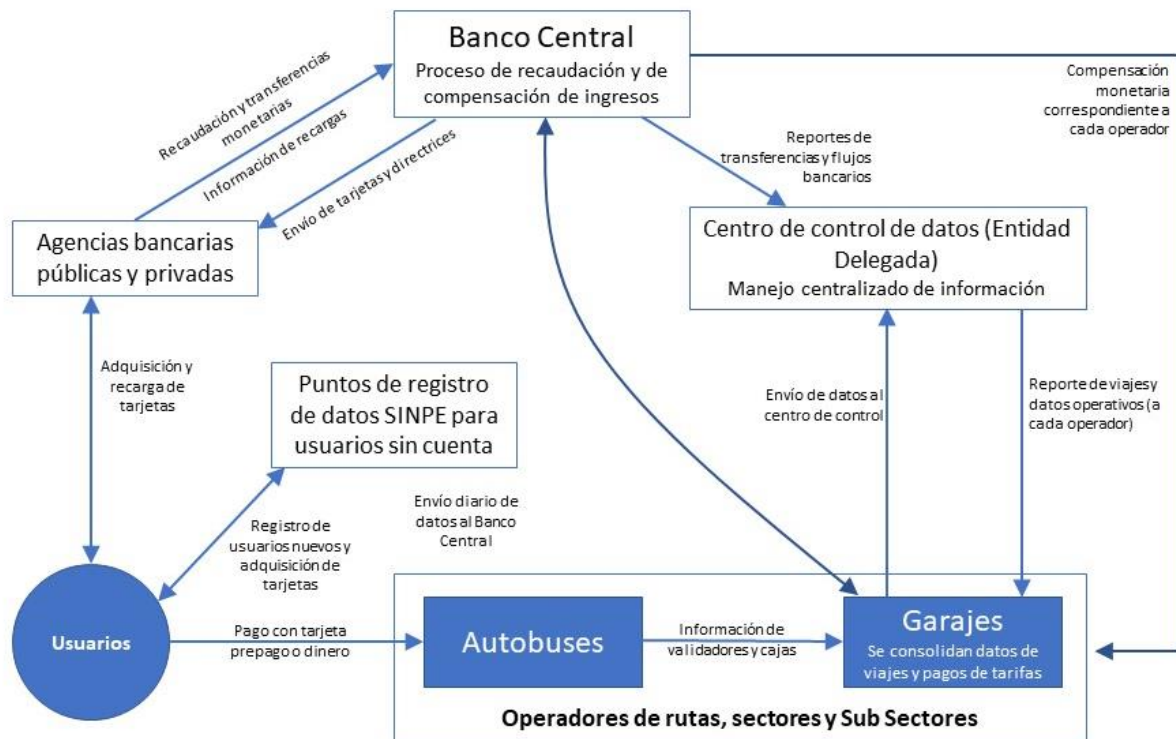 Banco Central
Proceso de recaudación y de
compensación de ingresos
Recaudación y transferencias
monetarias
Información de recargas
Envío de tarjetas y directrices
Compensación
monetaria
correspondiente a
cada operador
Reportes de
transferencias y flujos
bancarios
Agencias bancarias
públicas y privadas
Centro de control de datos (Entidad
Delegada)
Manejo centralizado de información
Adquisición y
recarga de
tarjetas
Puntos de registro
de datos SINPE para
usuarios sin cuenta
Envío de datos al
centro de control
Reporte de viajes y
datos operativos (a
cada operador)
Registro de
usuarios nuevos y
adquisición de
tarjetas
Envío diario de
datos al Banco
Central
Usuarios
Pago con tarjeta
prepago o dinero
Autobuses
Información de
validadores y cajas
Garajes
Se consolidan datos de
viajes y pagos de tarifas
Operadores de rutas, sectores y Sub Sectores